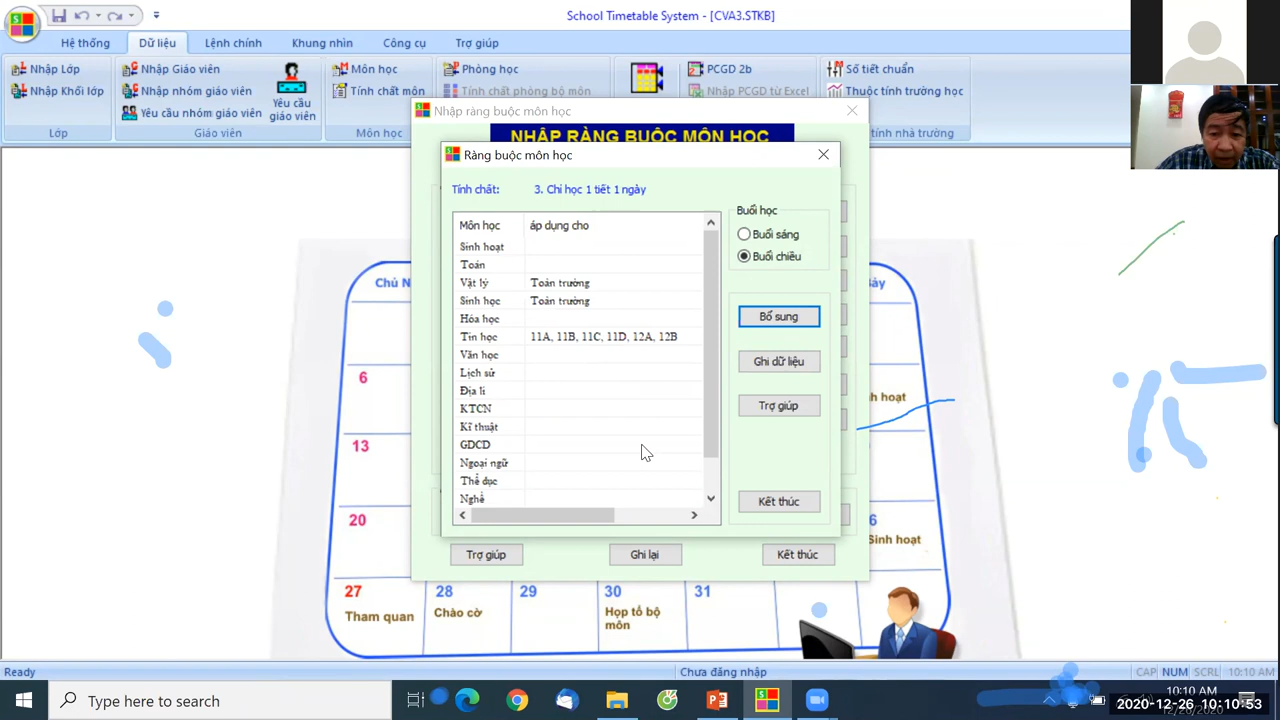 School Timetable System - [CVA3.STKB]
Hệ thống Dữ liệu Lệnh chính Khung nhìn Công cụ Trợ giúp
Nhập Lớp
Nhập Khối lớp
Lớp
Nhập Giáo viên
Nhập nhóm giáo viên
Yêu cầu nhóm giáo viên
Yêu cầu
giáo viên
Giáo viên
Môn học
Tính chất môn
Môn học
Phòng học
Tính chất phòng bộ môn
PCGD 2b
Nhập PCGD từ Excel
Số tiết chuẩn
Thuộc tính trường học
tính nhà trường
Nhập ràng buộc môn học
NHẬP RÀNG BUỘC MÔN HỌC
Ràng buộc môn học
Tính chất: 3. Chỉ học 1 tiết 1 ngày
Môn học áp dụng cho
Sinh hoạt
Toán
Vật lý Toàn trường
Sinh học Toàn trường
Hóa học
Tin học 11A, 11B, 11C, 11D, 12A, 12B
Văn học
Lịch sử
Địa lí
KTCN
Kĩ thuật
GDCD
Ngoại ngữ
Thể dục
Nghề
Buổi học
Buổi sáng
Buổi chiều
Bổ sung
Ghi dữ liệu
Trợ giúp
Kết thúc
Trợ giúp Ghi lại Kết thúc
Chủ N
ảy
6
h hoạt
13
20
6
Sinh hoạt
27 28 29 30 31
Tham quan Chào cờ Họp tổ bộ
môn
Ready Chưa đăng nhập CAP NUM SCRL 10:10 AM
Type here to search
10:10 AM
2020-12-26 10:10:53